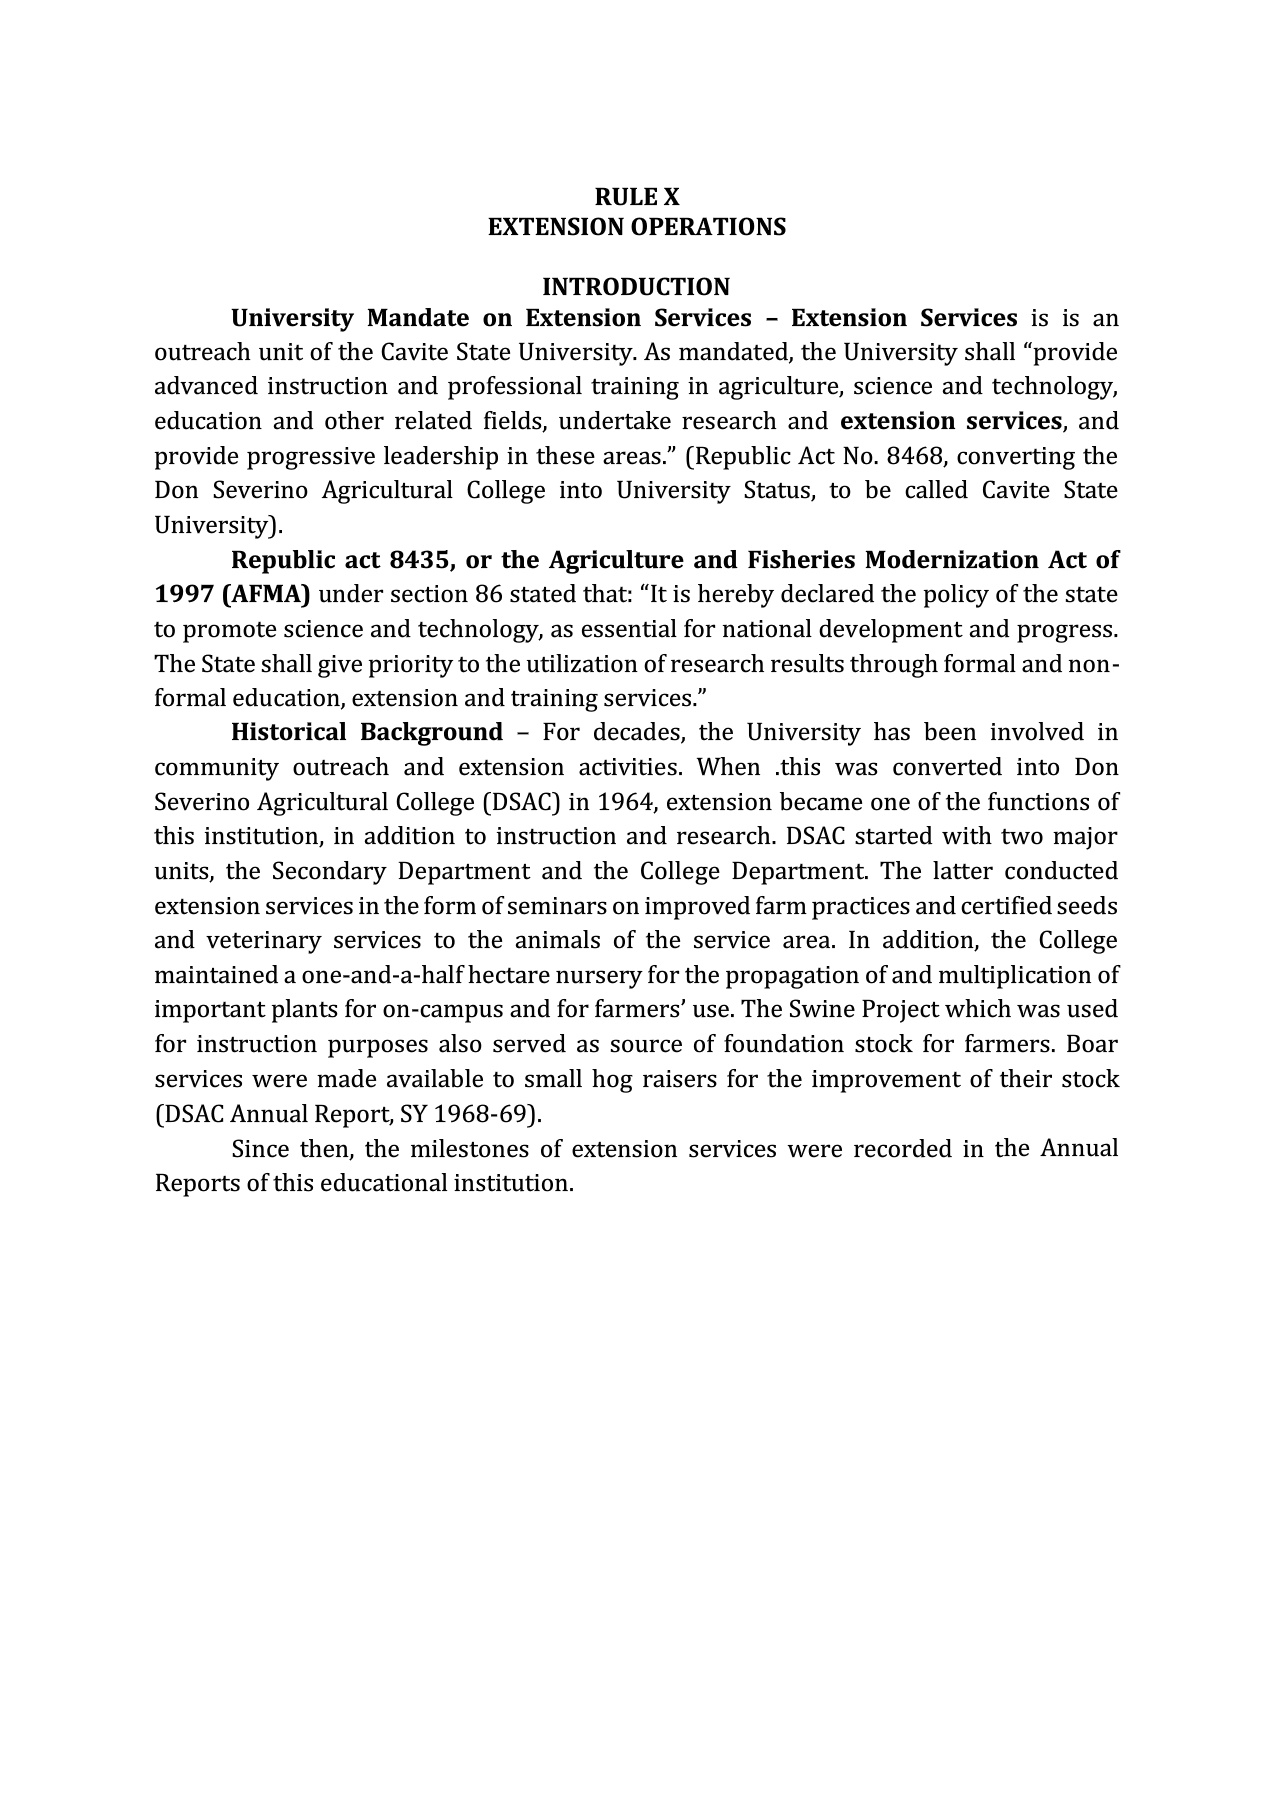 RULE X
EXTENSION OPERATIONS
INTRODUCTION
University Mandate on Extension Services – Extension Services is is an
outreach unit of the Cavite State University. As mandated, the University shall “provide
advanced instruction and professional training in agriculture, science and technology,
education and other related fields, undertake research and extension services, and
provide progressive leadership in these areas.” (Republic Act No. 8468, converting the
Don Severino Agricultural College into University Status, to be called Cavite State
University).
Republic act 8435, or the Agriculture and Fisheries Modernization Act of
1997 (AFMA) under section 86 stated that: “It is hereby declared the policy of the state
to promote science and technology, as essential for national development and progress.
The State shall give priority to the utilization of research results through formal and non-
formal education, extension and training services.”
Historical Background – For decades, the University has been involved in
community outreach and extension activities. When .this was converted into Don
Severino Agricultural College (DSAC) in 1964, extension became one of the functions of
this institution, in addition to instruction and research. DSAC started with two major
units, the Secondary Department and the College Department. The latter conducted
extension services in the form of seminars on improved farm practices and certified seeds
and veterinary services to the animals of the service area. In addition, the College
maintained a one-and-a-half hectare nursery for the propagation of and multiplication of
important plants for on-campus and for farmers’ use. The Swine Project which was used
for instruction purposes also served as source of foundation stock for farmers. Boar
services were made available to small hog raisers for the improvement of their stock
(DSAC Annual Report, SY 1968-69).
Since then, the milestones of extension services were recorded in the Annual
Reports of this educational institution.